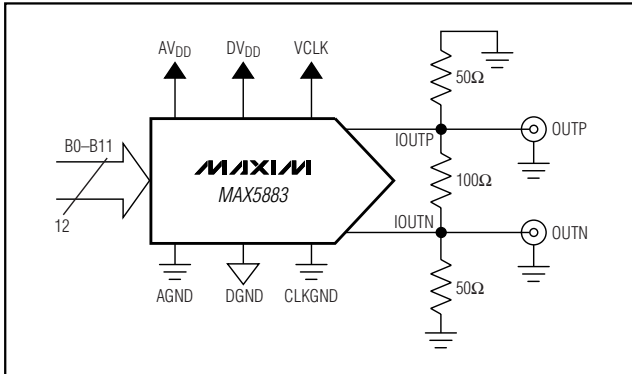 AVDD DVDD VCLK
50Ω
B0–B11
IOUTP
OUTP
MAXIM
MAX5883
100Ω
12
IOUTN
OUTN
50Ω
AGND DGND CLKGND